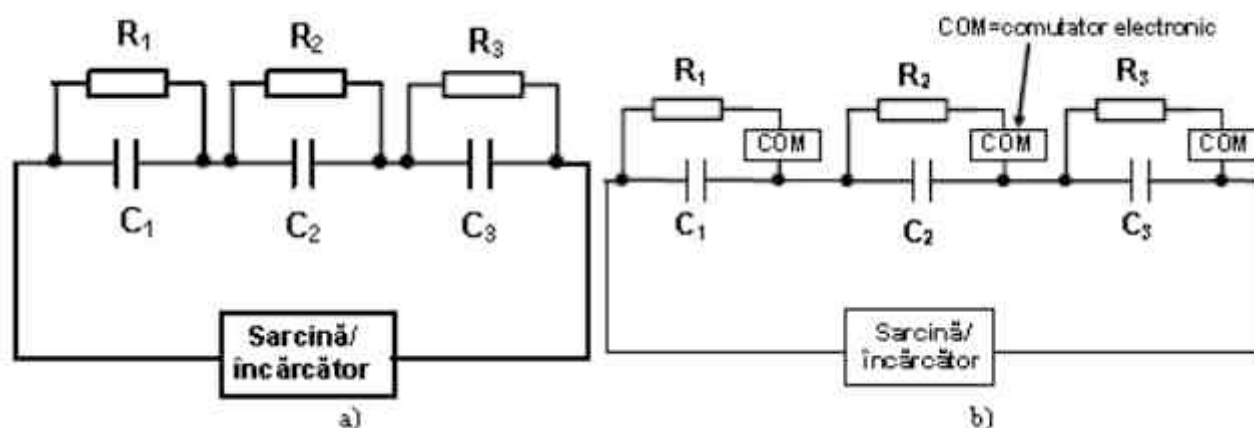 R₁ R₂ R₃
C₁ C₂ C₃
Sarcină/
încărcător
a)
COM=comutator electronic
R₁ R₂ R₃
COM COM COM
C₁ C₂ C₃
Sarcină/
încărcător
b)